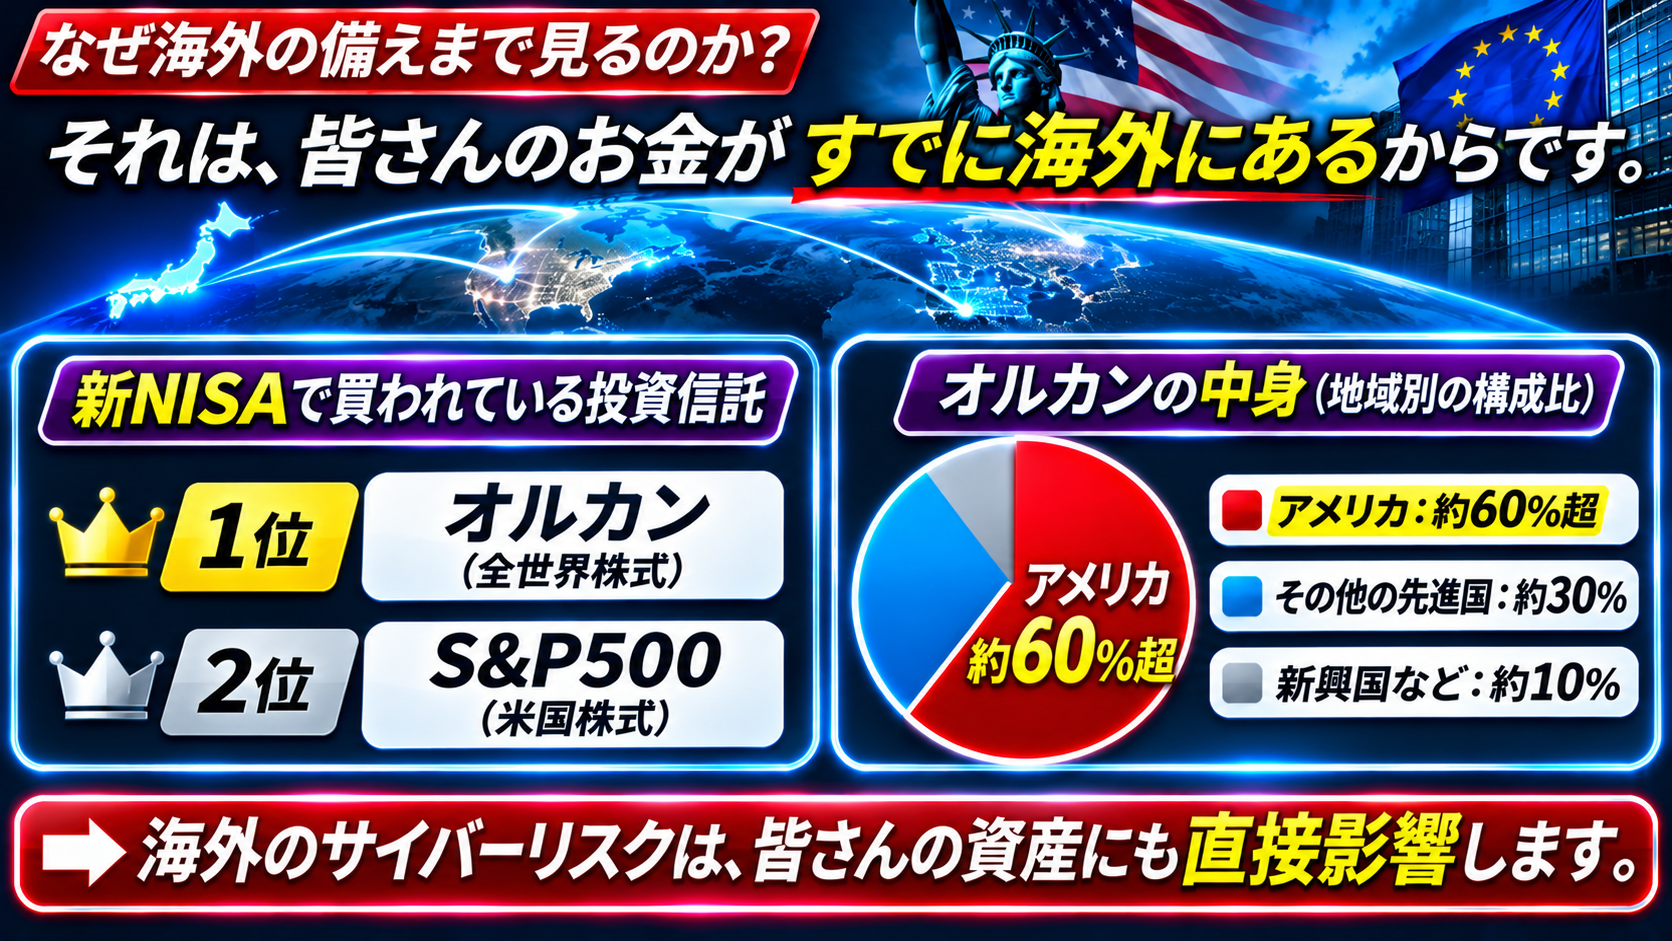 なぜ海外の備えまで見るのか?
それは、皆さんのお金がすでに海外にあるからです。
新NISAで買われている投資信託
1位
オルカン
(全世界株式)
2位
S&P500
(米国株式)
オルカンの中身(地域別の構成比)
アメリカ
約60%超
アメリカ:約60%超
その他の先進国:約30%
新興国など:約10%
海外のサイバーリスクは、皆さんの資産にも直接影響します。